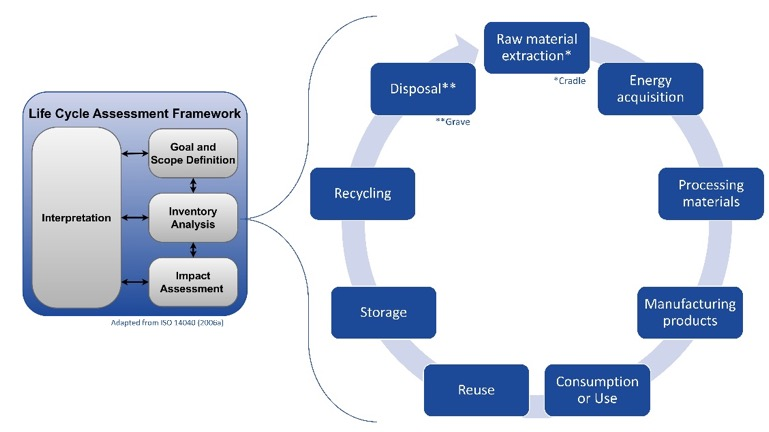 Life Cycle Assessment Framework
Goal and
Scope Definition
Interpretation
Inventory
Analysis
Impact
Assessment
Adapted from ISO 14040 (2006a)
Raw material
extraction*
*Cradle
Energy
acquisition
Processing
materials
Manufacturing
products
Consumption
or Use
Reuse
Storage
Recycling
Disposal**
**Grave